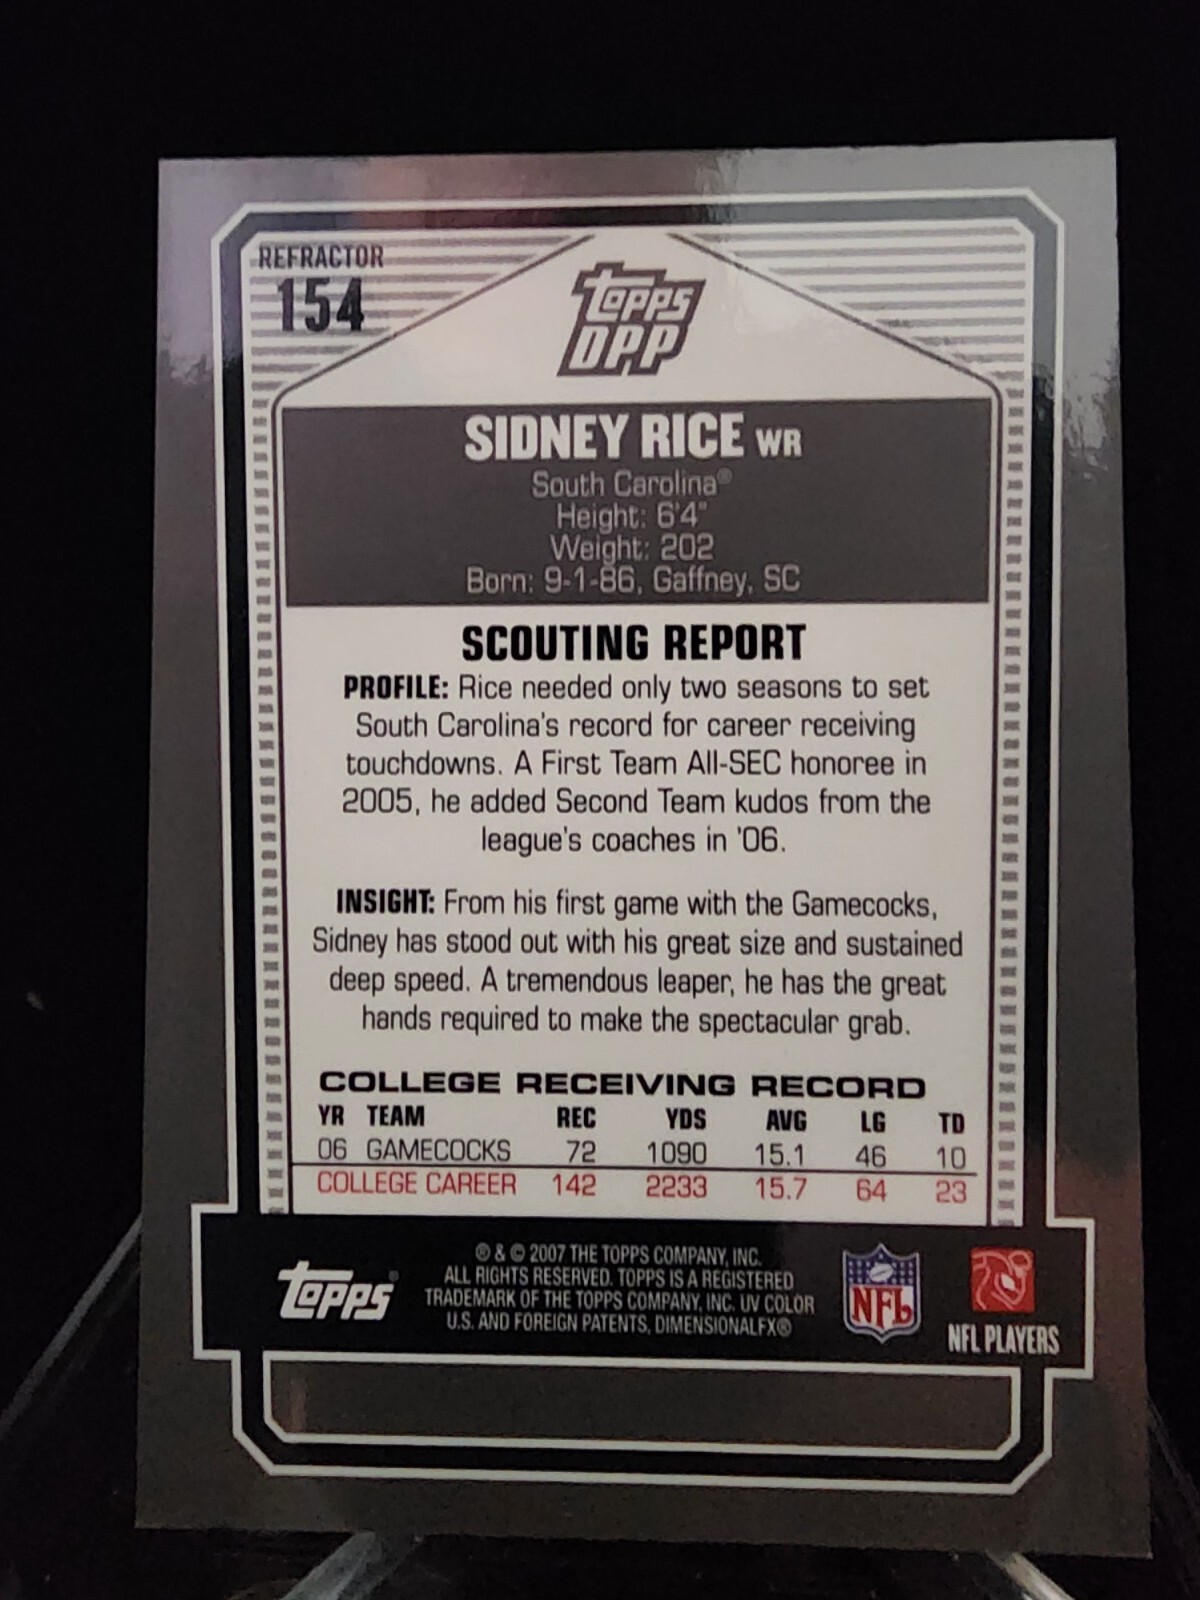 REFRACTOR
154
Topps
DPP
SIDNEY RICE WR
South Carolina®
Height: 6'4"
Weight: 202
Born: 9-1-86, Gaffney, SC
SCOUTING REPORT
PROFILE: Rice needed only two seasons to set
South Carolina's record for career receiving
touchdowns. A First Team All-SEC honoree in
2005, he added Second Team kudos from the
league's coaches in '06.
INSIGHT: From his first game with the Gamecocks,
Sidney has stood out with his great size and sustained
deep speed. A tremendous leaper, he has the great
hands required to make the spectacular grab.
COLLEGE RECEIVING RECORD
YR TEAM REC YDS AVG LG TD
06 GAMECOCKS 72 1090 15.1 46 10
COLLEGE CAREER 142 2233 15.7 64 23
Topps®
® & © 2007 THE TOPPS COMPANY, INC.
ALL RIGHTS RESERVED. TOPPS IS A REGISTERED
TRADEMARK OF THE TOPPS COMPANY, INC. UV COLOR
U.S. AND FOREIGN PATENTS, DIMENSIONALFX®
NFL
NFL PLAYERS